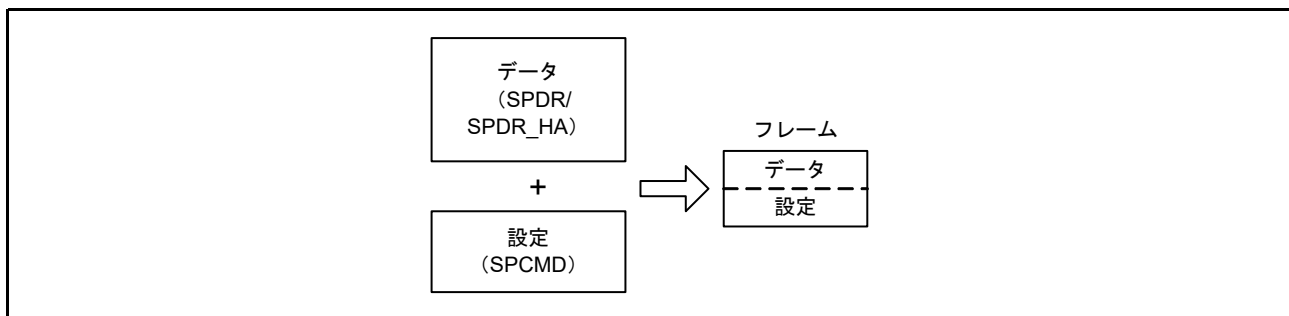 データ
（SPDR/
SPDR_HA）
+
設定
（SPCMD）
フレーム
データ
設定